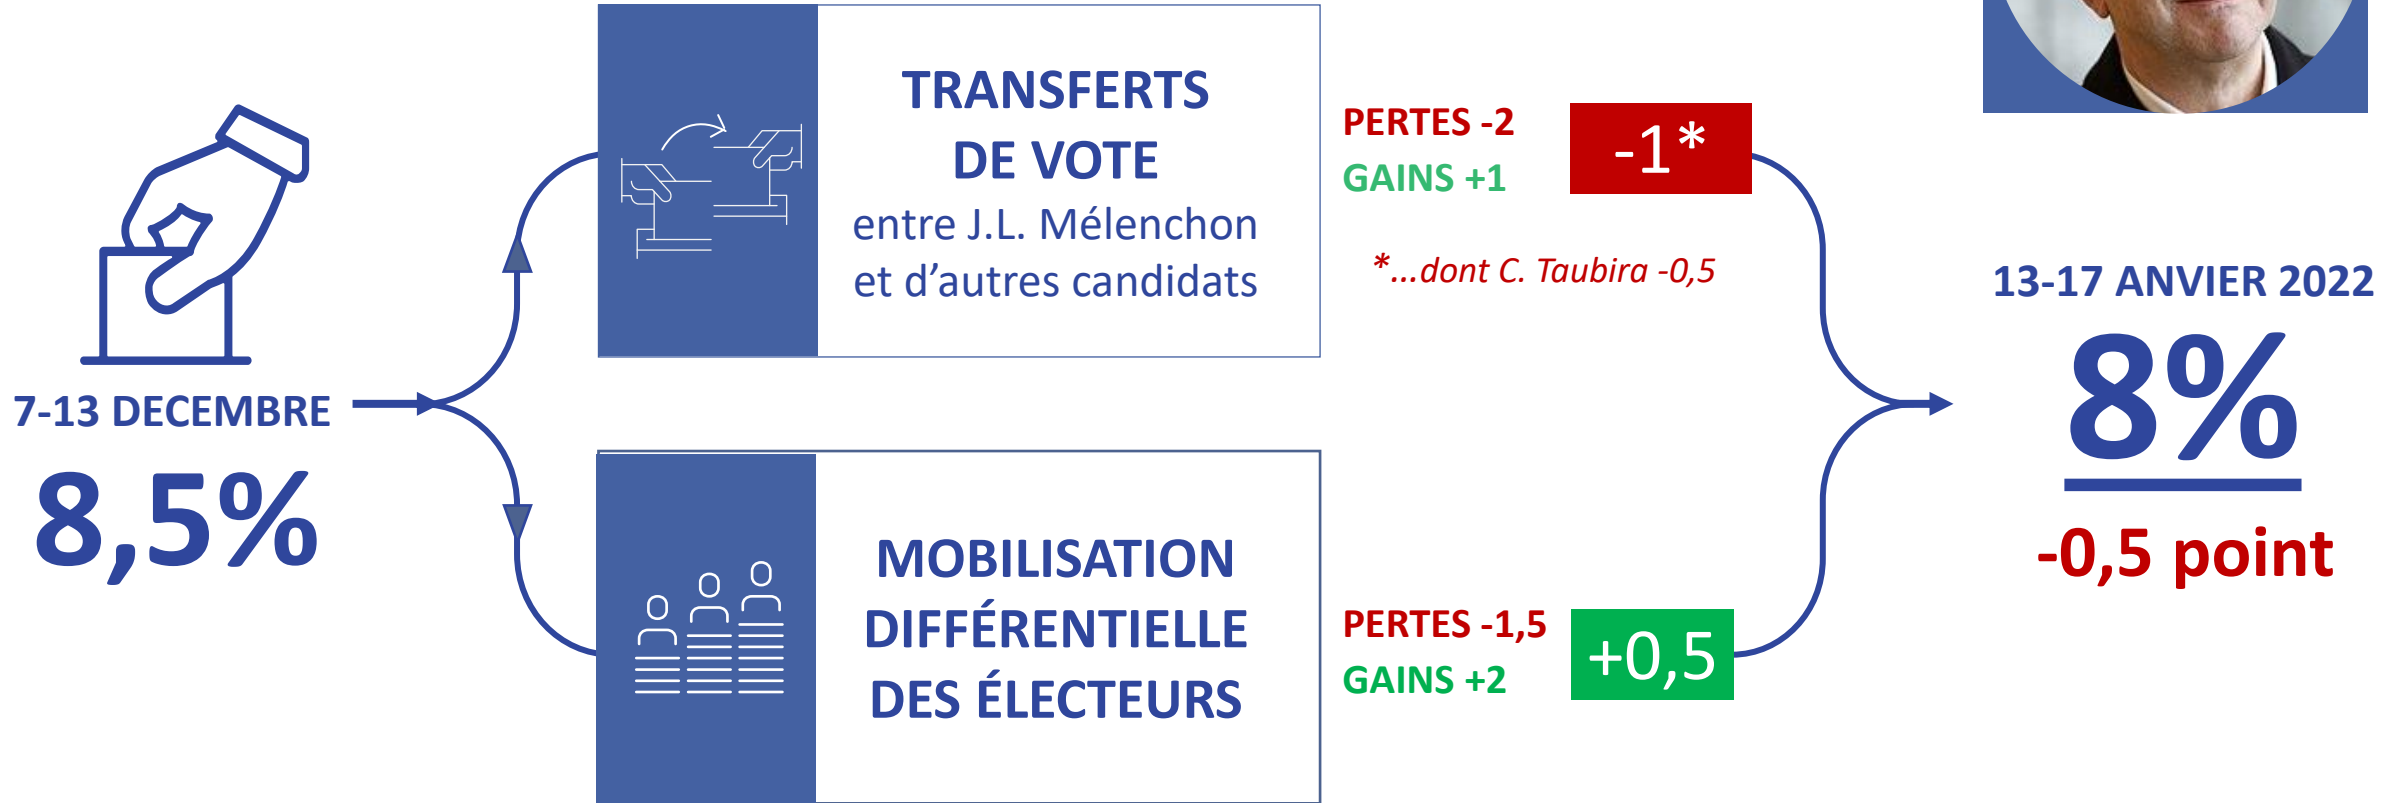 7-13 DECEMBRE
8,5%
TRANSFERTS
DE VOTE
entre J.L. Mélenchon
et d’autres candidats
PERTES -2
GAINS +1
-1*
*...dont C. Taubira -0,5
MOBILISATION
DIFFÉRENTIELLE
DES ÉLECTEURS
PERTES -1,5
GAINS +2
+0,5
13-17 ANVIER 2022
8%
-0,5 point